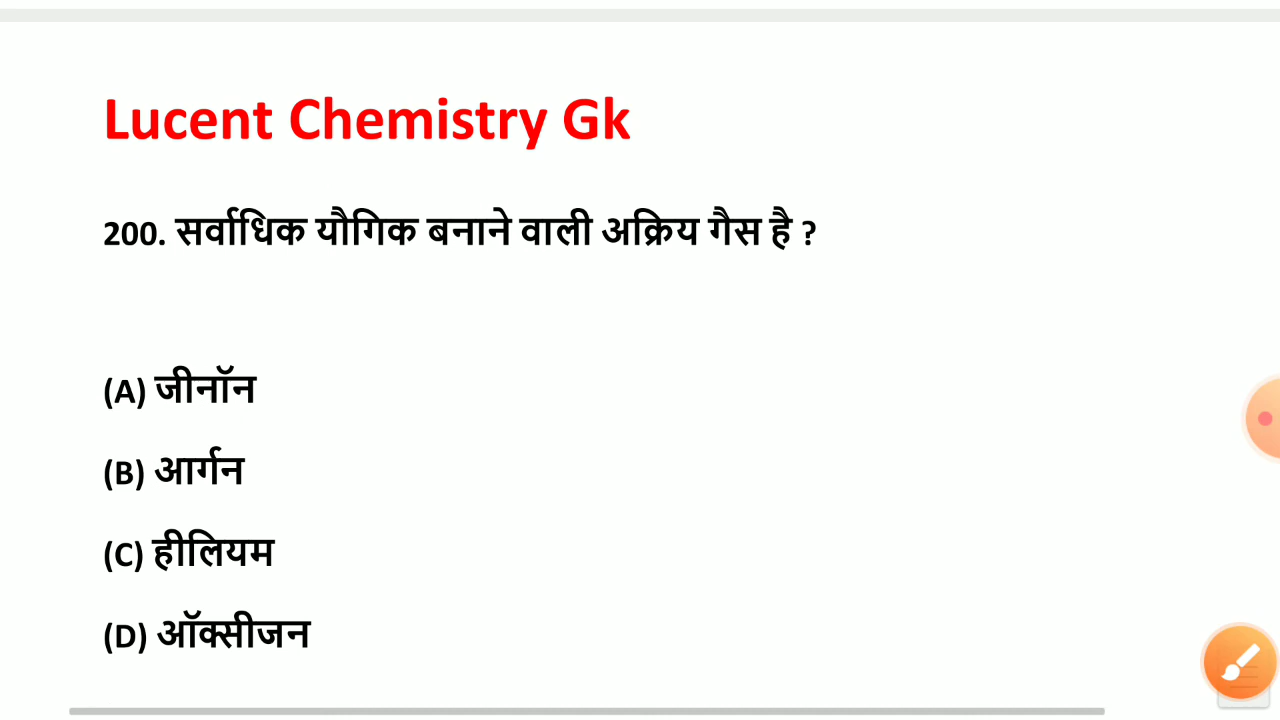 Lucent Chemistry Gk
200. सर्वाधिक यौगिक बनाने वाली अक्रिय गैस है ?
(A) जीनॉन
(B) आर्गन
(C) हीलियम
(D) ऑक्सीजन